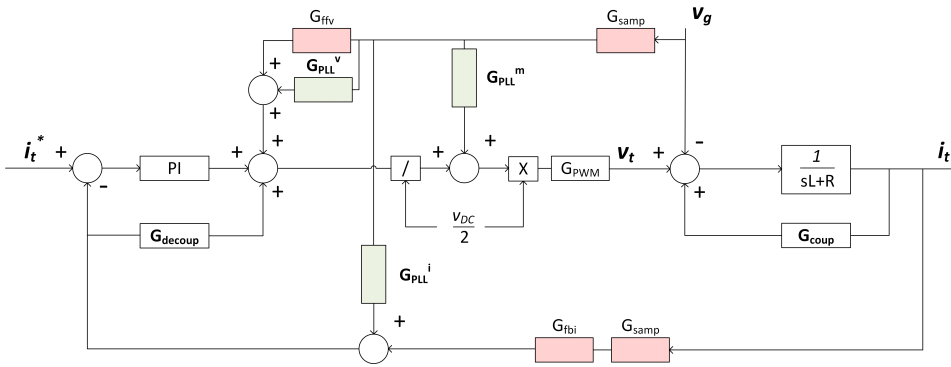 G_ffv
G_samp
v_g
+
G_PLL^v
+
G_PLL^m
+
i_t^*
+
-
PI
+
+
+
/
+
+
X
G_PWM
v_t
+
-
+
1
sL+R
i_t
G_decoup
v_DC
2
G_coup
G_PLL^i
+
G_fbi
G_samp